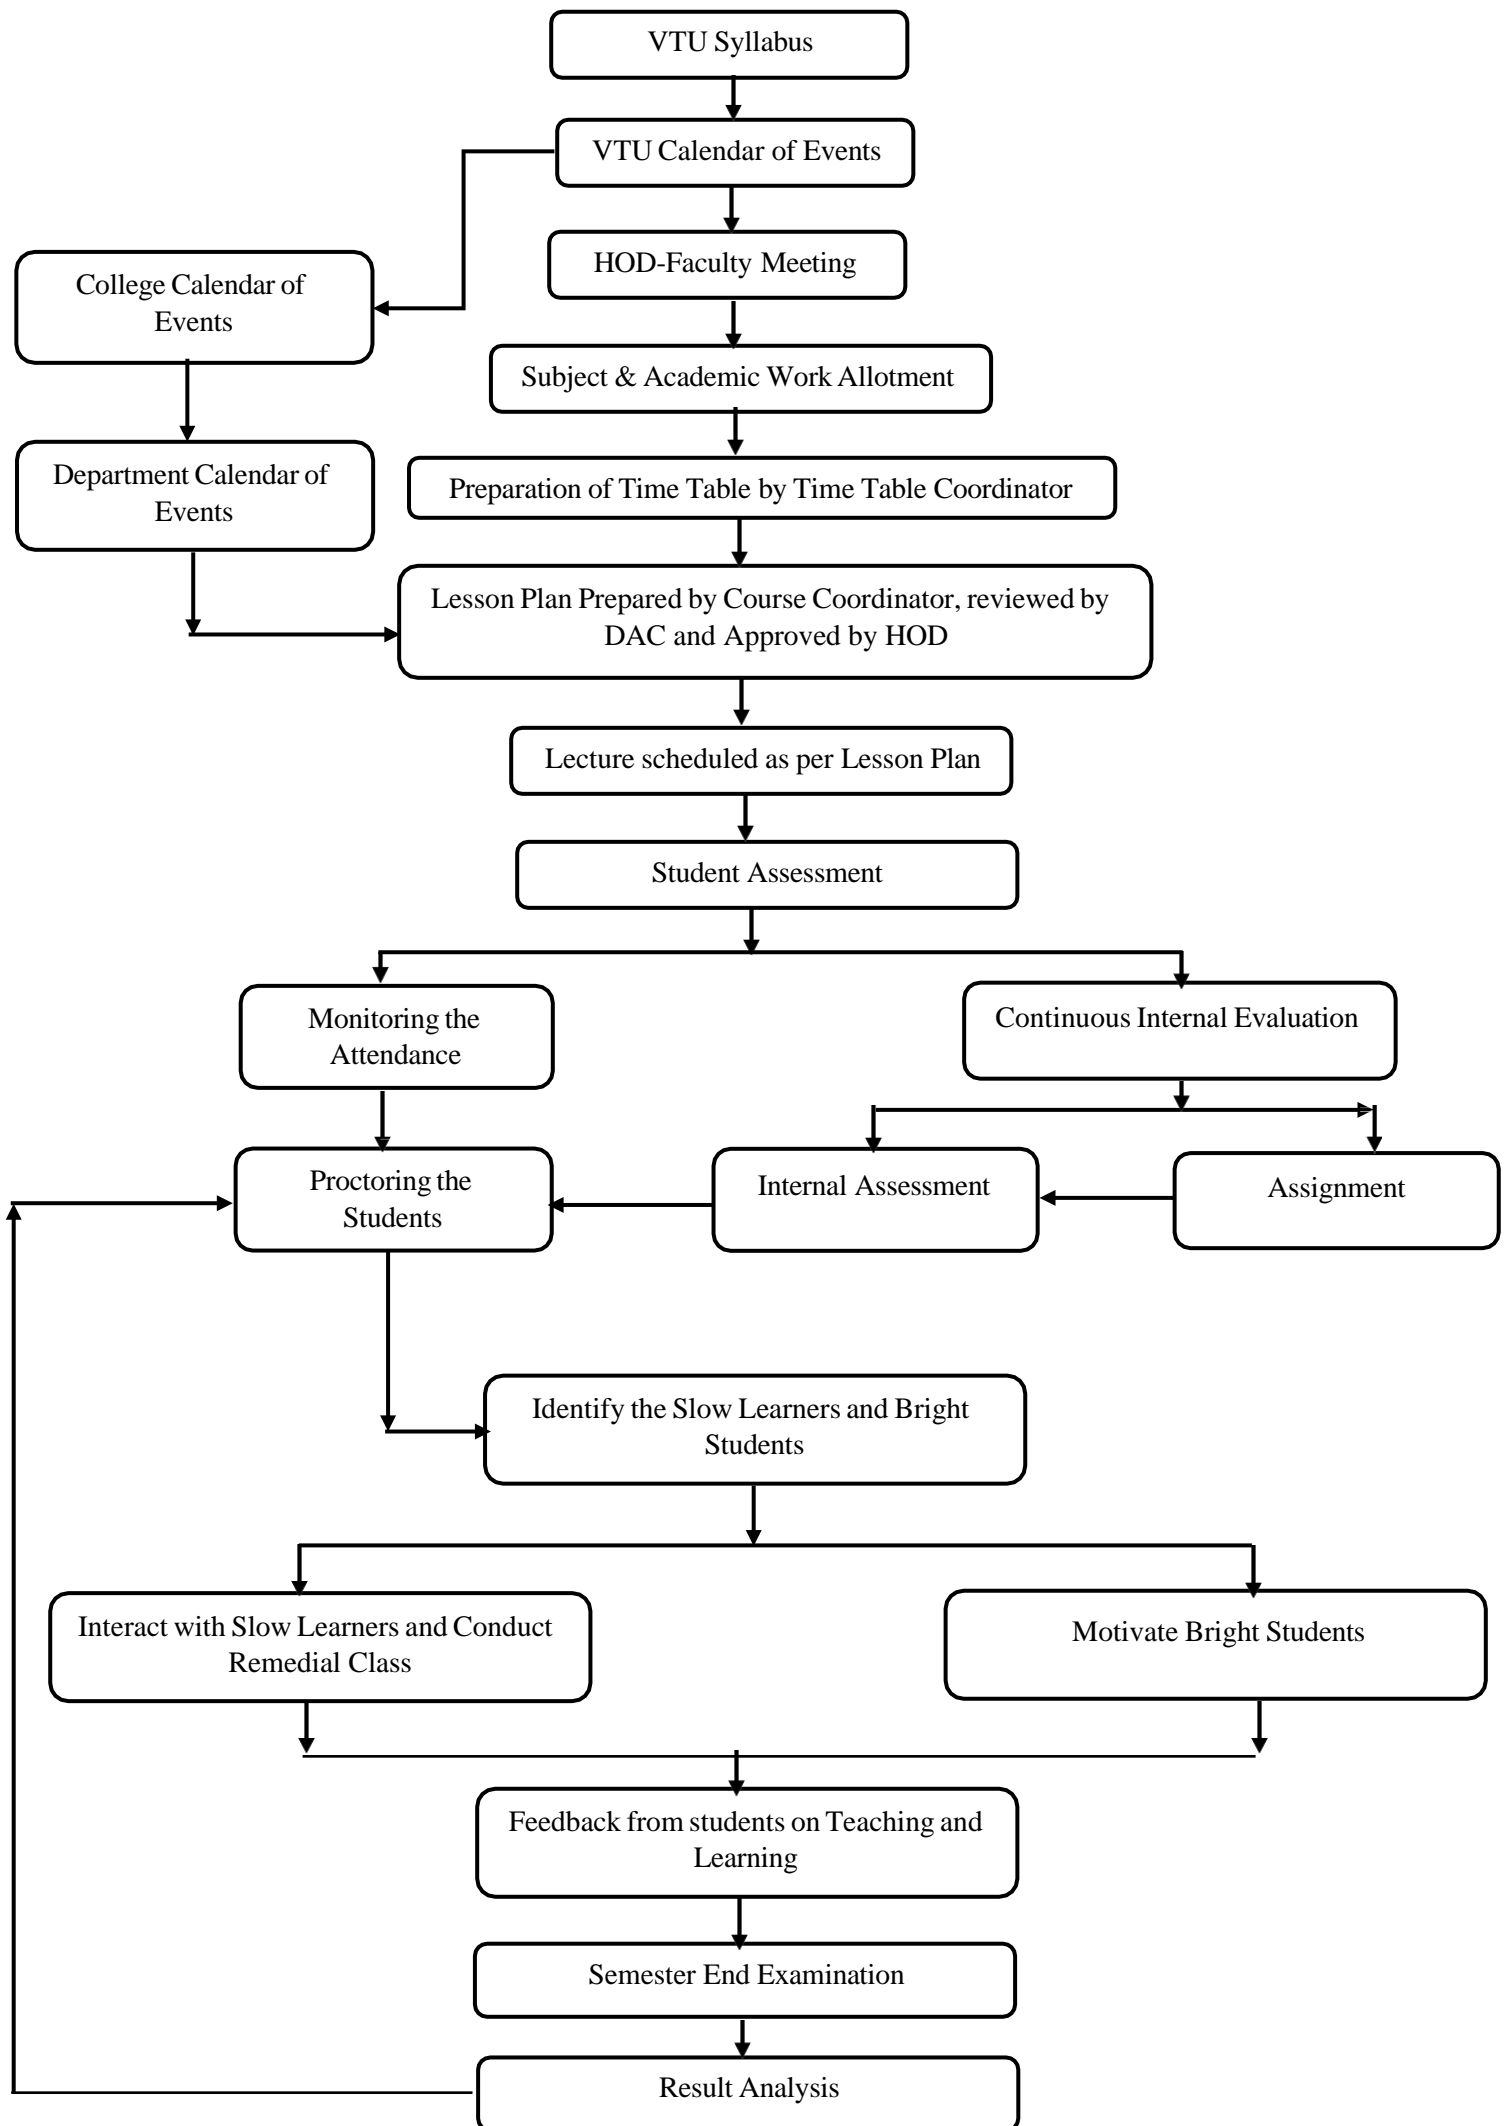 VTU Syllabus
VTU Calendar of Events
HOD-Faculty Meeting
College Calendar of
Events
Subject & Academic Work Allotment
Department Calendar of
Events
Preparation of Time Table by Time Table Coordinator
Lesson Plan Prepared by Course Coordinator, reviewed by
DAC and Approved by HOD
Lecture scheduled as per Lesson Plan
Student Assessment
Monitoring the
Attendance
Continuous Internal Evaluation
Proctoring the
Students
Internal Assessment
Assignment
Identify the Slow Learners and Bright
Students
Interact with Slow Learners and Conduct
Remedial Class
Motivate Bright Students
Feedback from students on Teaching and
Learning
Semester End Examination
Result Analysis